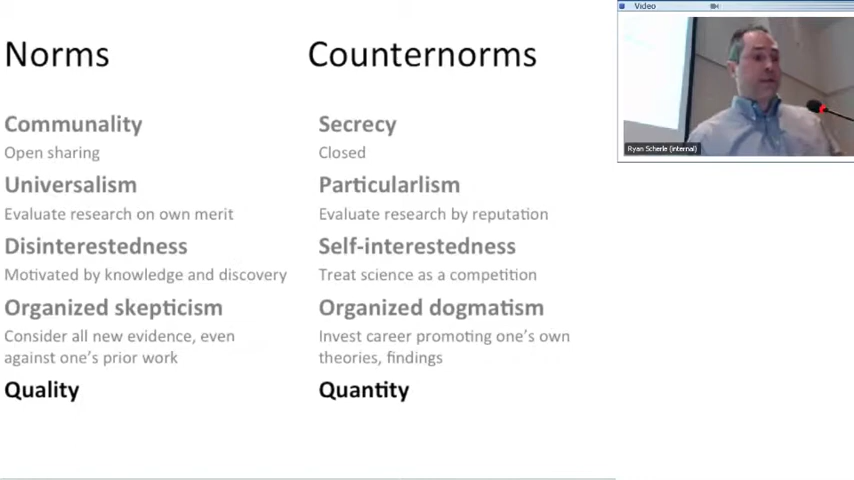 Norms
Counternorms
Communality
Open sharing
Universalism
Evaluate research on own merit
Disinterestedness
Motivated by knowledge and discovery
Organized skepticism
Consider all new evidence, even
against one's prior work
Quality
Secrecy
Closed
Particularlism
Evaluate research by reputation
Self-interestedness
Treat science as a competition
Organized dogmatism
Invest career promoting one's own
theories, findings
Quantity
Video
Ryan Scherle (internal)